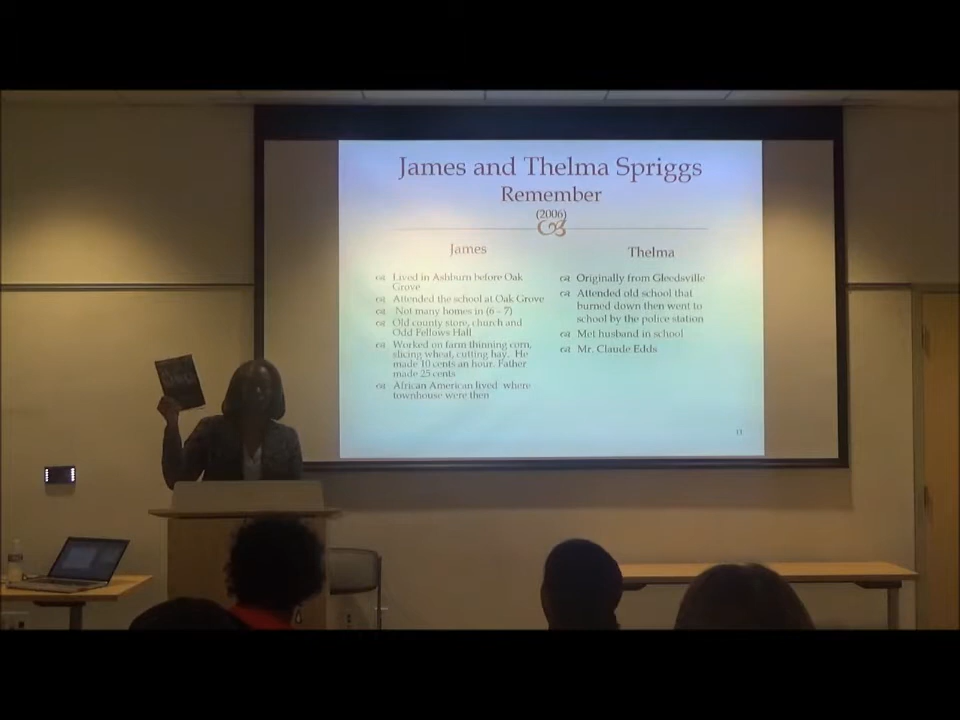 James and Thelma Spriggs
Remember
(2006)
James
Lived in Ashburn before Oak
Grove
Attended the school at Oak Grove
Not many homes in (6 – 7)
Old county store, church and
Odd Fellows Hall
Worked on farm thinning corn,
slicing wheat, cutting hay. He
made 10 cents an hour. Father
made 25 cents
African American lived where
townhouse were then
Thelma
Originally from Gleedsville
Attended old school that
burned down then went to
school by the police station
Met husband in school
Mr. Claude Edds
11